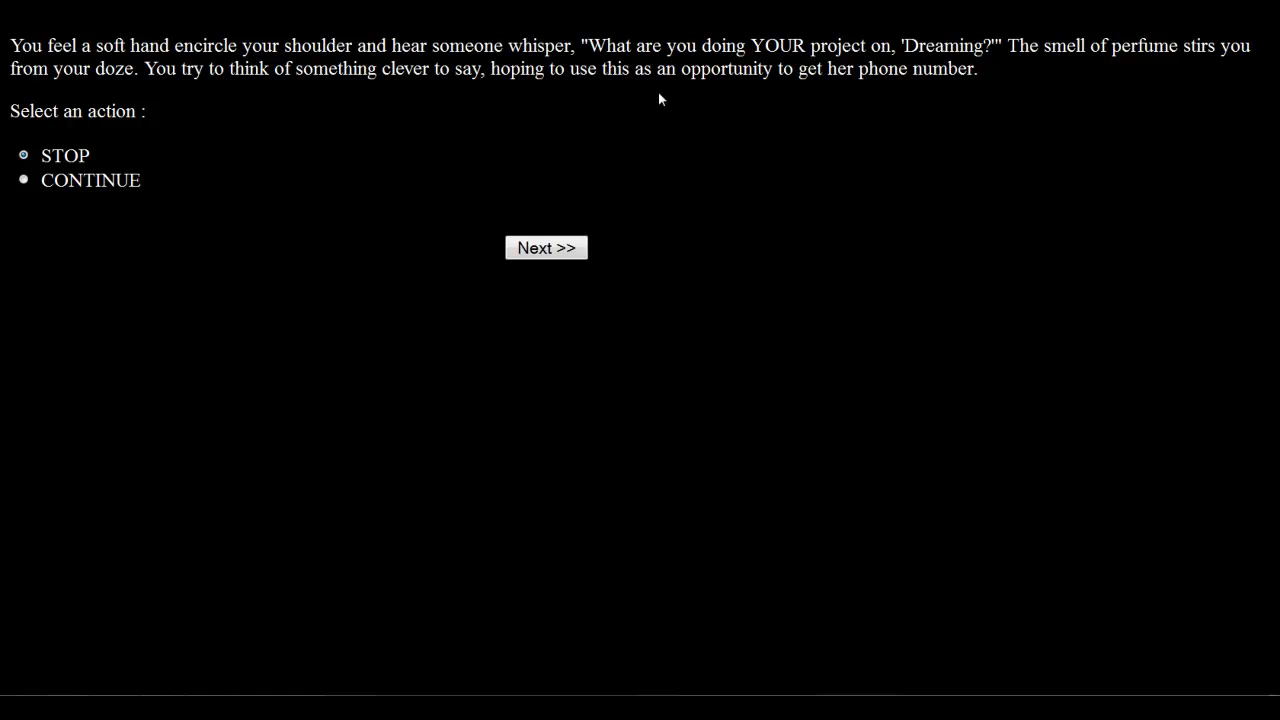 You feel a soft hand encircle your shoulder and hear someone whisper, "What are you doing YOUR project on, 'Dreaming?'" The smell of perfume stirs you
from your doze. You try to think of something clever to say, hoping to use this as an opportunity to get her phone number.
Select an action :
STOP
CONTINUE
Next >>